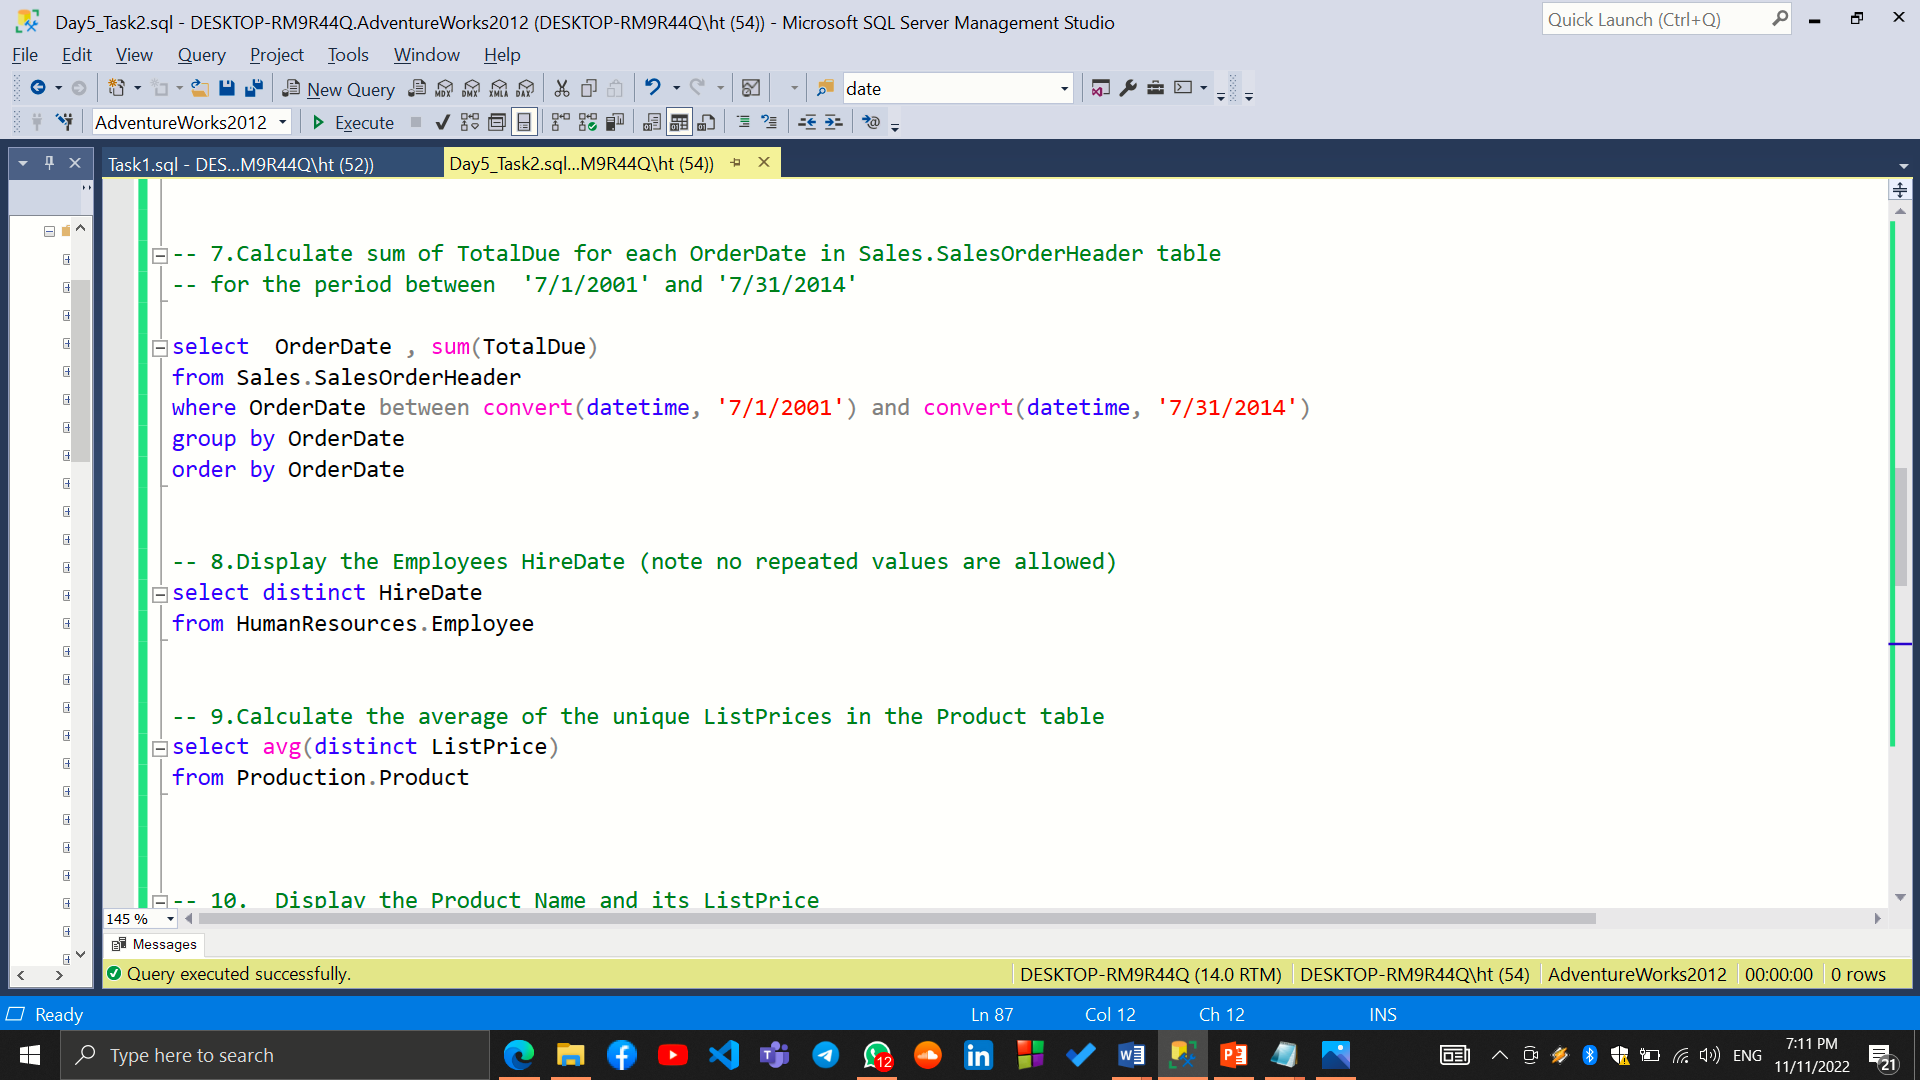 Day5_Task2.sql - DESKTOP-RM9R44Q.AdventureWorks2012 (DESKTOP-RM9R44Q\ht (54)) - Microsoft SQL Server Management Studio
Quick Launch (Ctrl+Q)
File Edit View Query Project Tools Window Help
New Query MDX DMX XMLA DAX date
AdventureWorks2012 Execute
Task1.sql - DES...M9R44Q\ht (52))
Day5_Task2.sql...M9R44Q\ht (54))
-- 7.Calculate sum of TotalDue for each OrderDate in Sales.SalesOrderHeader table
-- for the period between  '7/1/2001' and '7/31/2014'
select  OrderDate , sum(TotalDue)
from Sales.SalesOrderHeader
where OrderDate between convert(datetime, '7/1/2001') and convert(datetime, '7/31/2014')
group by OrderDate
order by OrderDate
-- 8.Display the Employees HireDate (note no repeated values are allowed)
select distinct HireDate
from HumanResources.Employee
-- 9.Calculate the average of the unique ListPrices in the Product table
select avg(distinct ListPrice)
from Production.Product
-- 10.  Display the Product Name and its ListPrice
145 %
Messages
Query executed successfully.
DESKTOP-RM9R44Q (14.0 RTM) DESKTOP-RM9R44Q\ht (54) AdventureWorks2012 00:00:00 0 rows
Ready Ln 87 Col 12 Ch 12 INS
Type here to search
12
ENG
7:11 PM
11/11/2022
21